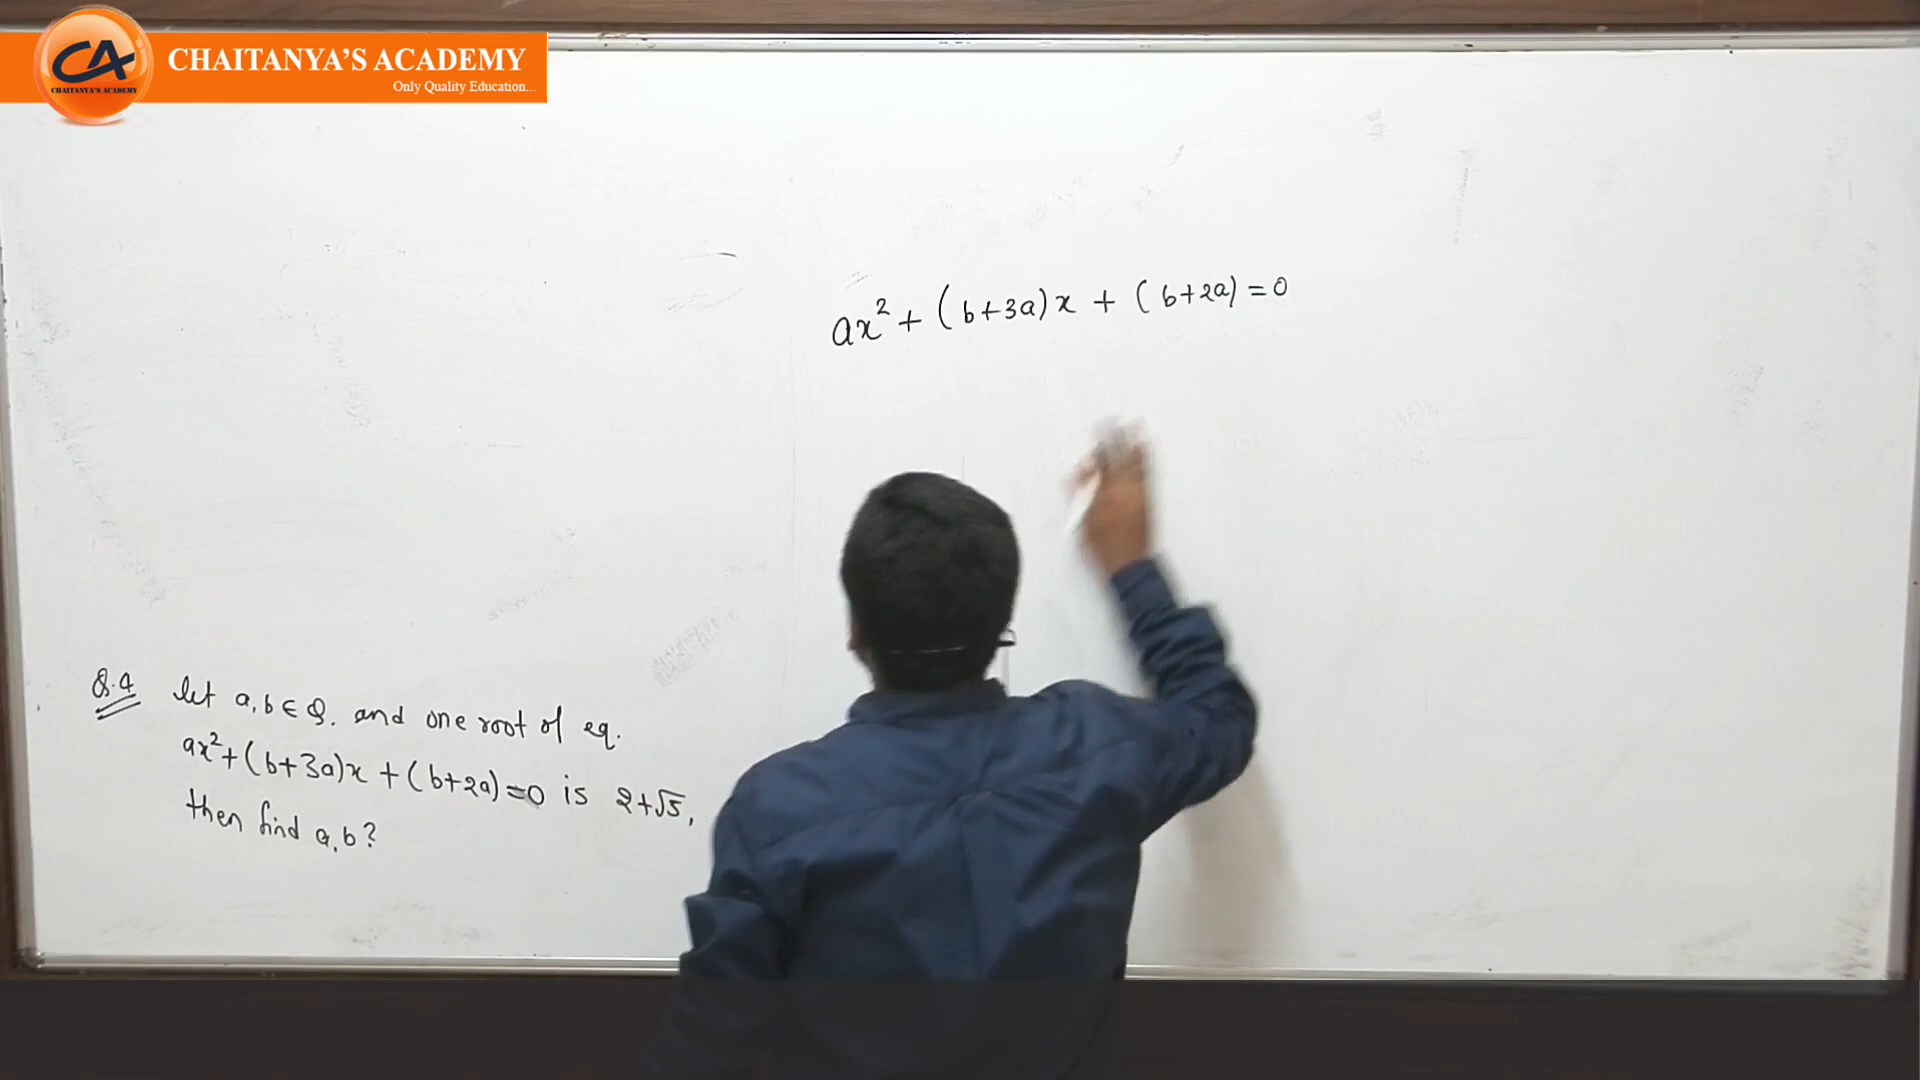 CA
CHAITANYA'S ACADEMY
CHAITANYA'S ACADEMY
Only Quality Education...
ax² + (b+3a)x + (b+2a) = 0
Q.4 let a,b ∈ Q. and one root of eq.
ax² + (b+3a)x + (b+2a) = 0 is 2+√5,
then find a,b?